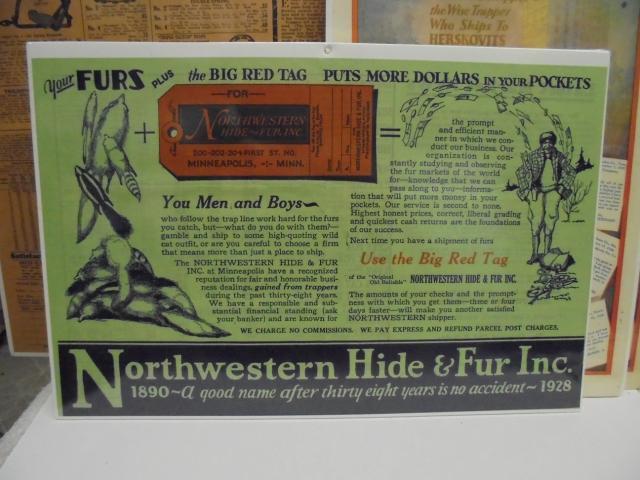 the Wise Trapper
Who Ships To
HERSKOVITS
Your FURS PLUS the BIG RED TAG PUTS MORE DOLLARS IN YOUR POCKETS
FOR
NORTHWESTERN
HIDE & FUR, INC.
200-202-204-FIRST ST. NO.
MINNEAPOLIS, -:- MINN.
NORTHWESTERN HIDE & FUR, INC.
+
=
You Men and Boys~
who follow the trap line work hard for the furs
you catch, but—what do you do with them?—
gamble and ship to some high-quoting wild
cat outfit, or are you careful to choose a firm
that means more than just a place to ship.
The NORTHWESTERN HIDE & FUR
INC. at Minneapolis have a recognized
reputation for fair and honorable busi-
ness dealings, gained from trappers
during the past thirty-eight years.
We have a responsible and sub-
stantial financial standing (ask
your banker) and are known for
the prompt
and efficient man-
ner in which we con-
duct our business. Our
organization is con-
stantly studying and observing
the fur markets of the world
for—knowledge that we can
pass along to you—informa-
tion that will put more money in your
pockets. Our service is second to none.
Highest honest prices, correct, liberal grading
and quickest cash returns are the foundations
of our success.
Next time you have a shipment of furs
Use the Big Red Tag
of the "Original Old Reliable" NORTHWESTERN HIDE & FUR INC.
The amounts of your checks and the prompt-
ness with which you get them—three or four
days faster—will make you another satisfied
NORTHWESTERN shipper.
WE CHARGE NO COMMISSIONS. WE PAY EXPRESS AND REFUND PARCEL POST CHARGES.
Northwestern Hide & Fur Inc.
1890~A good name after thirty eight years is no accident~1928